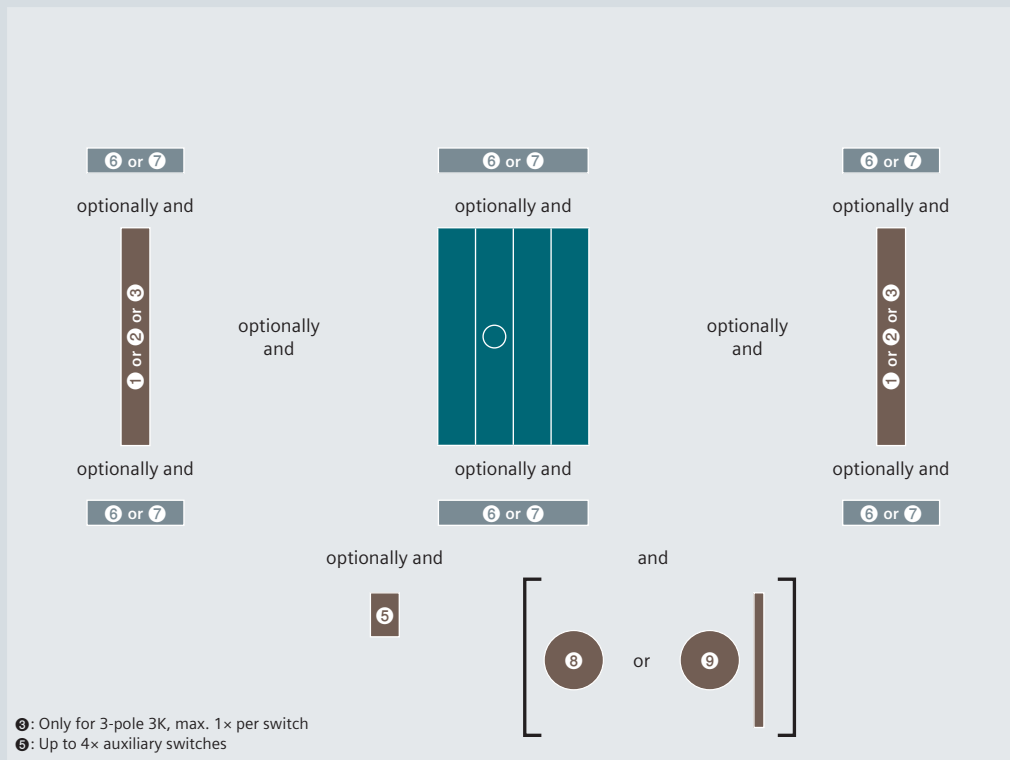 ❻ or ❼
❻ or ❼
❻ or ❼
optionally and
optionally and
optionally and
❶ or ❷ or ❸
optionally
and
optionally
and
❶ or ❷ or ❸
optionally and
optionally and
optionally and
❻ or ❼
❻ or ❼
❻ or ❼
optionally and
and
❺
❽ or ❾
❸: Only for 3-pole 3K, max. 1× per switch
❺: Up to 4× auxiliary switches